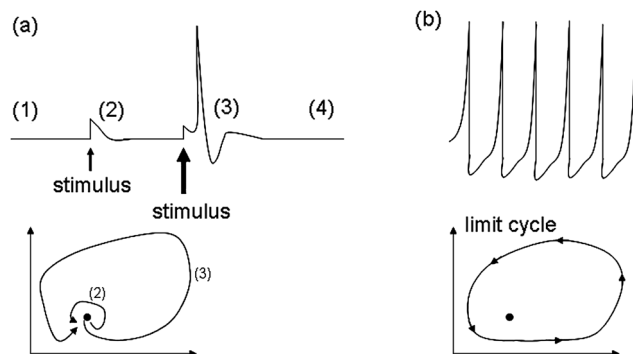 (a)
(1)
(2)
(3)
(4)
stimulus
stimulus
(2)
(3)
(b)
limit cycle